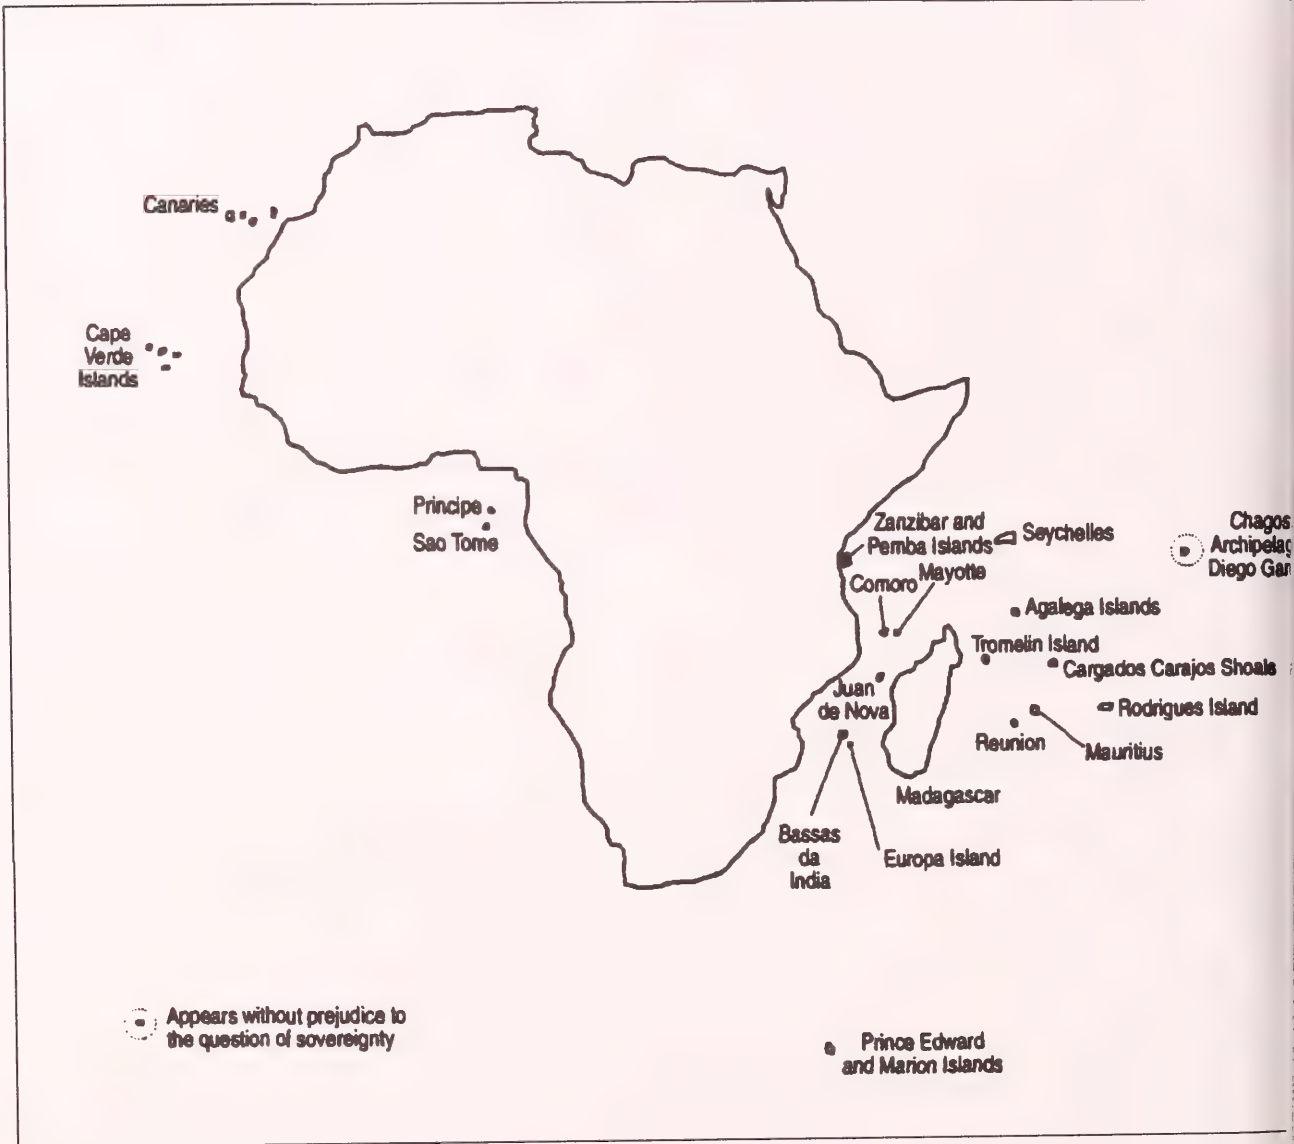 Canaries
Cape
Verde
Islands
Principe
Sao Tome
Zanzibar and
Pemba Islands
Seychelles
Chagos
Comoro
Mayotte
Agalega Islands
Tromelin Island
Cargados Carajos Shoals
Juan
de Nova
Rodrigues Island
Reunion
Mauritius
Madagascar
Bassas
da
India
Europa Island
Appears without prejudice to
the question of sovereignty
Prince Edward
and Marion Islands
Diego